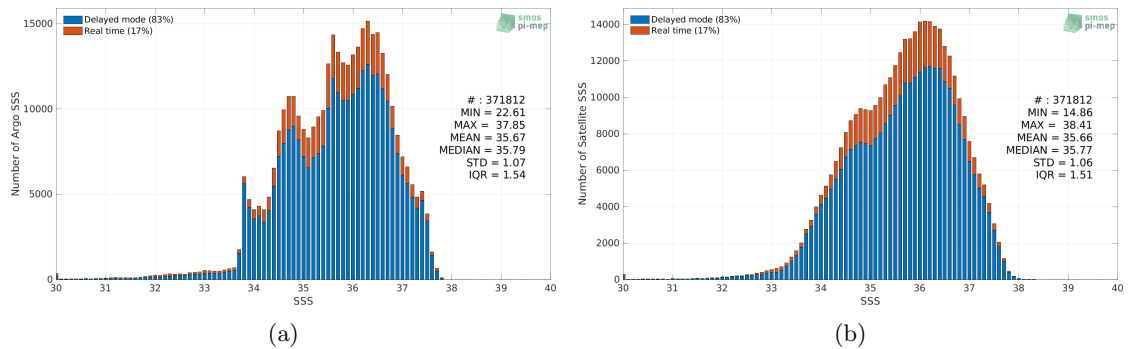 Delayed mode (83%)
Real time (17%)
smos
pi-mep
# : 371812
MIN = 22.61
MAX = 37.85
MEAN = 35.67
MEDIAN = 35.79
STD = 1.07
IQR = 1.54
Number of Argo SSS
15000
10000
5000
0
30 32 33 34 35 36 37 38 39 40
SSS
(a)
Delayed mode (83%)
Real time (17%)
smos
pi-mep
# : 371812
MIN = 14.86
MAX = 38.41
MEAN = 35.66
MEDIAN = 35.77
STD = 1.06
IQR = 1.51
Number of Satellite SSS
14000
12000
10000
8000
6000
4000
2000
0
30 31 32 33 34 35 36 37 38 39 40
SSS
(b)